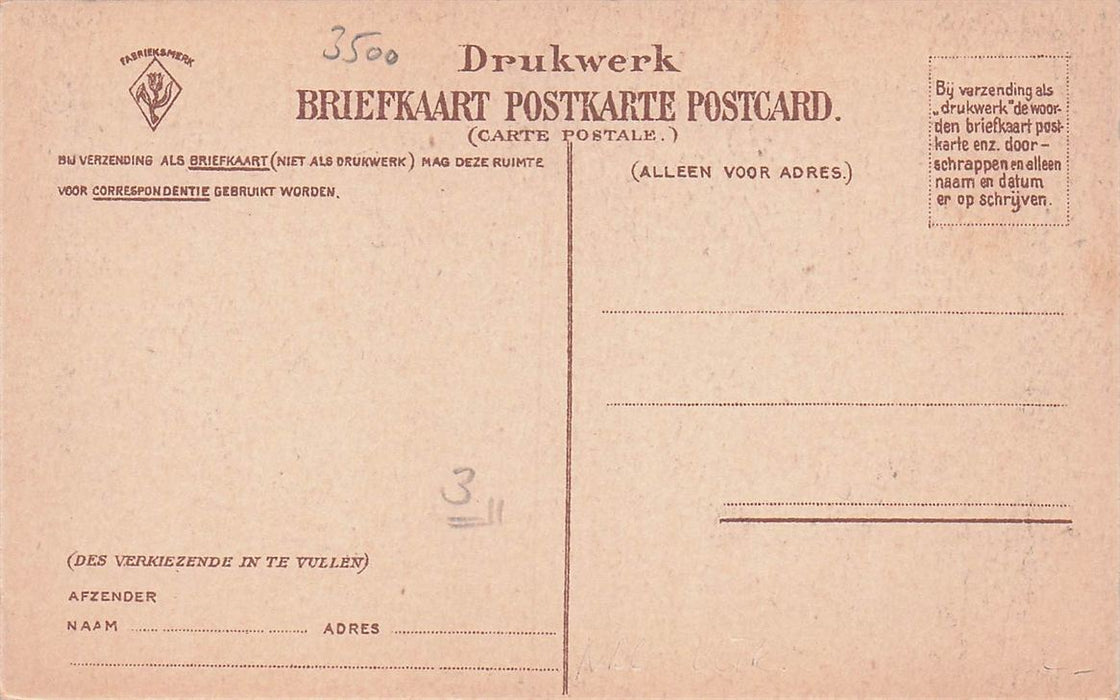 FABRIEKSMERK
3500
Drukwerk
BRIEFKAART POSTKARTE POSTCARD.
(CARTE POSTALE.)
BIJ VERZENDING ALS BRIEFKAART (NIET ALS DRUKWERK) MAG DEZE RUIMTE
VOOR CORRESPONDENTIE GEBRUIKT WORDEN.
(ALLEEN VOOR ADRES.)
Bij verzending als
„drukwerk" de woor-
den briefkaart post-
karte enz. door-
schrappen en alleen
naam en datum
er op schrijven.
3
(DES VERKIEZENDE IN TE VULLEN)
AFZENDER
NAAM ADRES